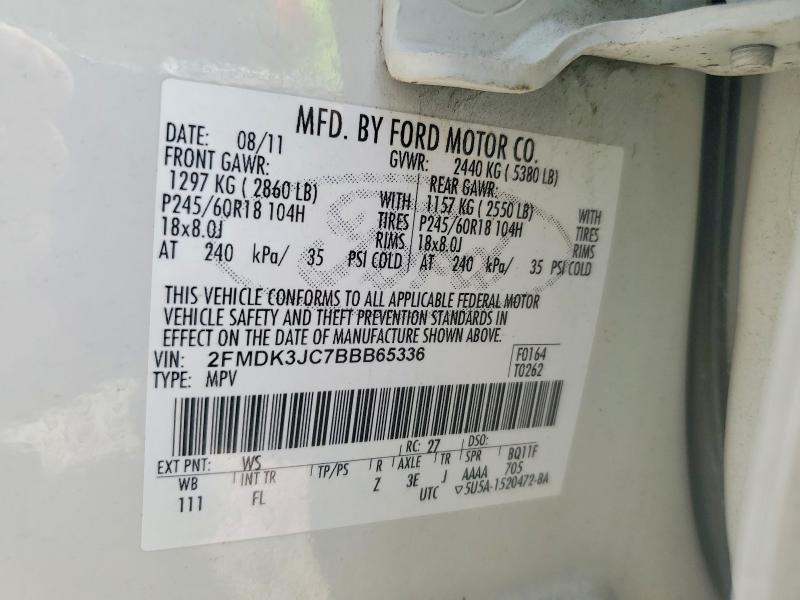 MFD. BY FORD MOTOR CO.
DATE: 08/11 GVWR: 2440 KG ( 5380 LB)
FRONT GAWR: REAR GAWR:
1297 KG ( 2860 LB) WITH 1157 KG ( 2550 LB) WITH
P245/60R18 104H TIRES P245/60R18 104H TIRES
18x8.0J RIMS 18x8.0J RIMS
AT 240 kPa/ 35 PSI COLD AT 240 kPa/ 35 PSI COLD
THIS VEHICLE CONFORMS TO ALL APPLICABLE FEDERAL MOTOR
VEHICLE SAFETY AND THEFT PREVENTION STANDARDS IN
EFFECT ON THE DATE OF MANUFACTURE SHOWN ABOVE.
VIN: 2FMDK3JC7BBB65336 F0164
TYPE: MPV T0262
RC: 27 DSO:
EXT PNT: WS BQ11F
WB INT TR TP/PS R AXLE TR SPR 705
111 FL Z 3E J AAAA
UTC ▽5U5A-1520472-BA